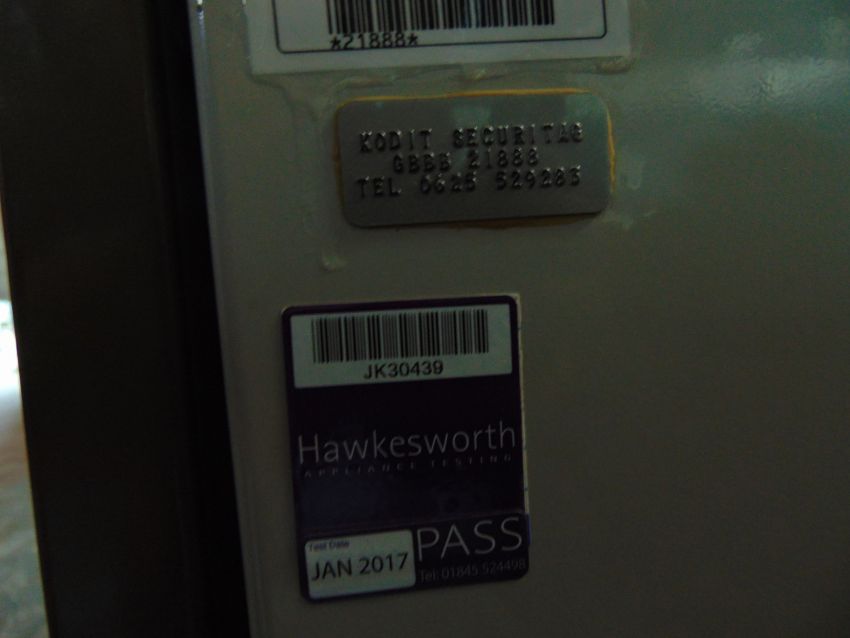 *21888*
KODIT SECURITAG
GBBB 21888
TEL 0625 529283
JK30439
Hawkesworth
APPLIANCE TESTING
Test Date
JAN 2017
PASS
Tel: 01845 524498